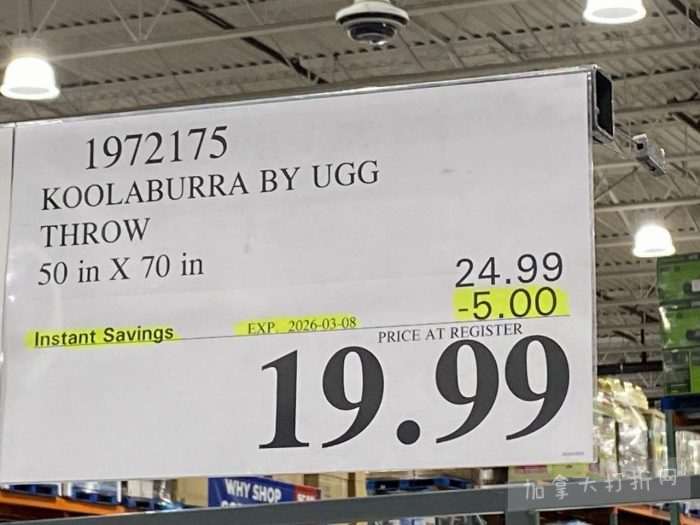 1972175
KOOLABURRA BY UGG
THROW
50 in X 70 in
24.99
-5.00
Instant Savings EXP 2026-03-08
PRICE AT REGISTER
19.99
WHY SHOP
加拿大打折网